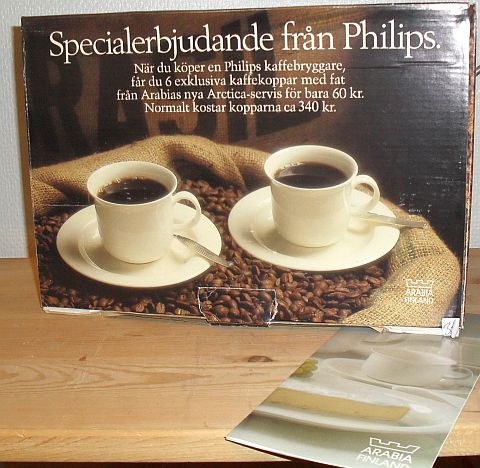 Specialerbjudande från Philips.
När du köper en Philips kaffebryggare,
får du 6 exklusiva kaffekoppar med fat
från Arabias nya Arctica-servis för bara 60 kr.
Normalt kostar kopparna ca 340 kr.
ARABIA
FINLAND
ARABIA
FINLAND